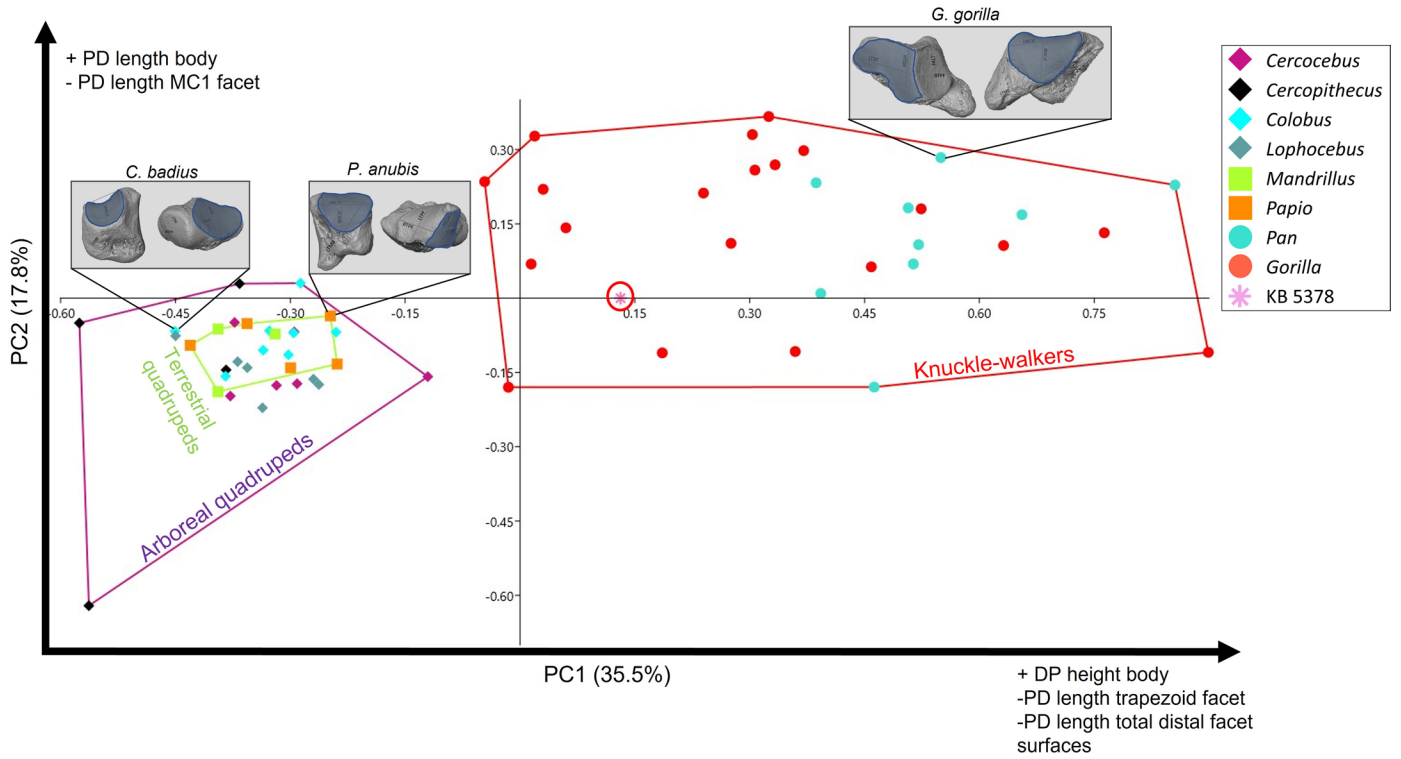 G. gorilla
+ PD length body
- PD length MC1 facet
Cercocebus
Cercopithecus
Colobus
Lophocebus
Mandrillus
Papio
Pan
Gorilla
KB 5378
C. badius
P. anubis
0.30
0.15
PC2 (17.8%)
-0.60
-0.45
-0.30
-0.15
0.15
0.30
0.45
0.60
0.75
Terrestrial
quadrupeds
Knuckle-walkers
-0.15
-0.30
Arboreal quadrupeds
-0.45
-0.60
PC1 (35.5%)
+ DP height body
-PD length trapezoid facet
-PD length total distal facet
surfaces